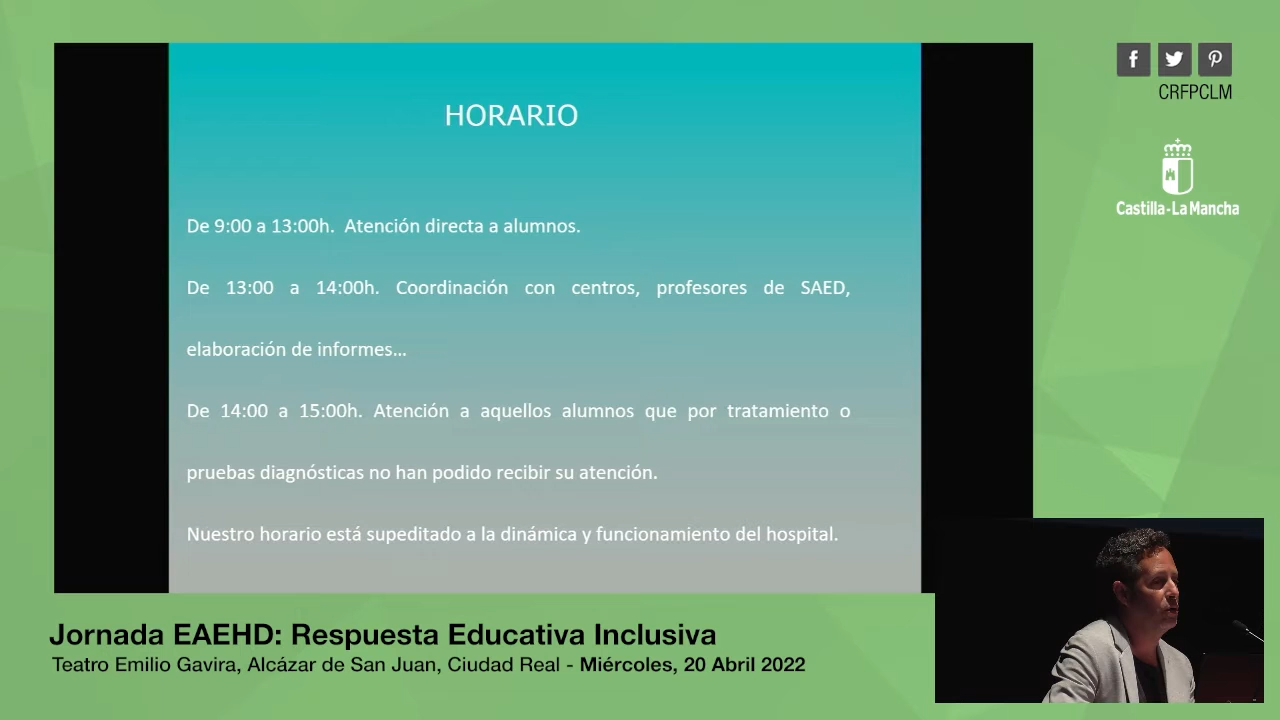 HORARIO
De 9:00 a 13:00h. Atención directa a alumnos.
De 13:00 a 14:00h. Coordinación con centros, profesores de SAED,
elaboración de informes...
De 14:00 a 15:00h. Atención a aquellos alumnos que por tratamiento o
pruebas diagnósticas no han podido recibir su atención.
Nuestro horario está supeditado a la dinámica y funcionamiento del hospital.
CRFPCLM
Castilla-La Mancha
Jornada EAEHD: Respuesta Educativa Inclusiva
Teatro Emilio Gavira, Alcázar de San Juan, Ciudad Real - Miércoles, 20 Abril 2022